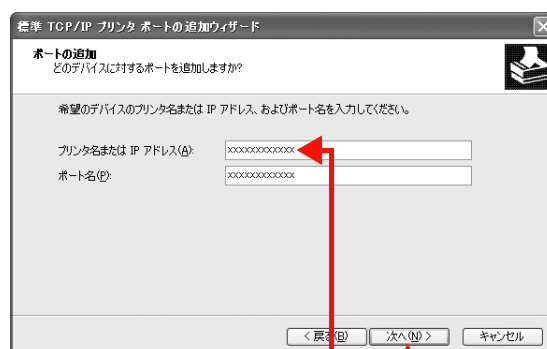 標準 TCP/IP プリンタ ポートの追加ウィザード
ポートの追加
どのデバイスに対するポートを追加しますか?
希望のデバイスのプリンタ名または IP アドレス、およびポート名を入力してください。
プリンタ名または IP アドレス(A):
xxxxxxxxxxxx
ポート名(P):
xxxxxxxxxxxx
< 戻る(B)
次へ(N) >
キャンセル